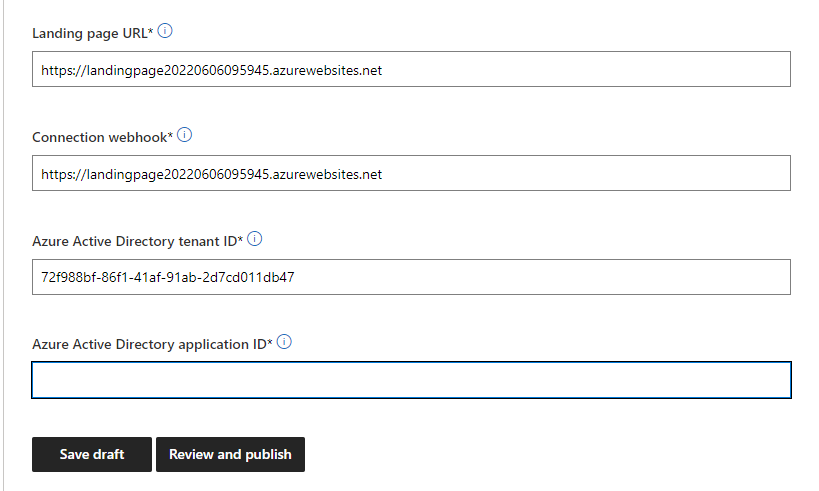 Landing page URL*
https://landingpage20220606095945.azurewebsites.net
Connection webhook*
https://landingpage20220606095945.azurewebsites.net
Azure Active Directory tenant ID*
72f988bf-86f1-41af-91ab-2d7cd011db47
Azure Active Directory application ID*
Save draft
Review and publish